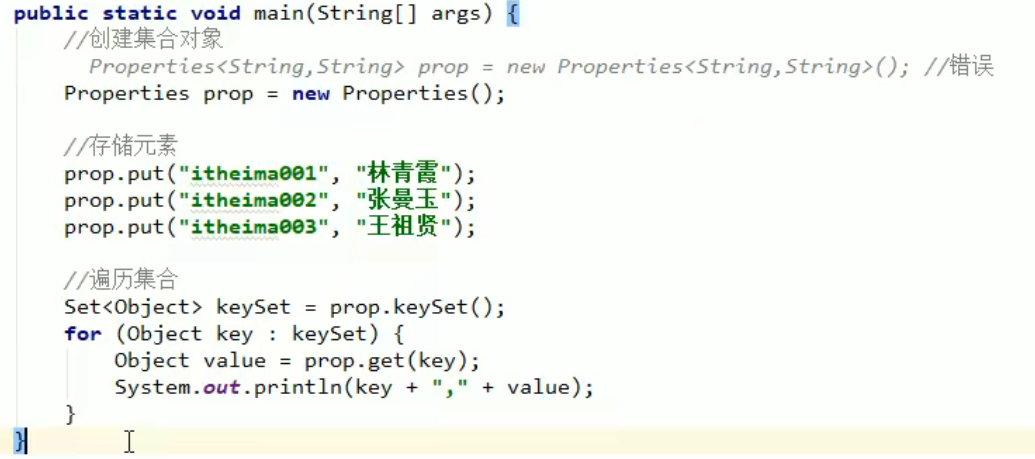 public static void main(String[] args) {
//创建集合对象
Properties<String,String> prop = new Properties<String,String>(); //错误
Properties prop = new Properties();
//存储元素
prop.put("itheima001", "林青霞");
prop.put("itheima002", "张曼玉");
prop.put("itheima003", "王祖贤");
//遍历集合
Set<Object> keySet = prop.keySet();
for (Object key : keySet) {
Object value = prop.get(key);
System.out.println(key + "," + value);
}
}